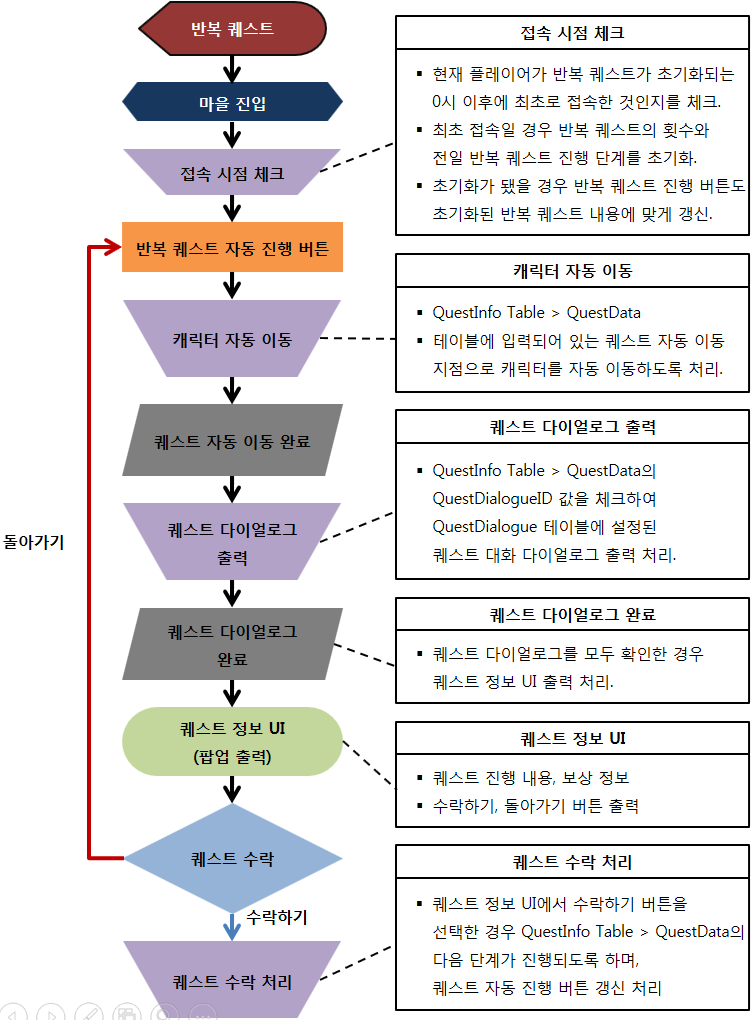 반복 퀘스트
마을 진입
접속 시점 체크
반복 퀘스트 자동 진행 버튼
캐릭터 자동 이동
퀘스트 자동 이동 완료
퀘스트 다이얼로그
출력
돌아가기
퀘스트 다이얼로그
완료
퀘스트 정보 UI
(팝업 출력)
퀘스트 수락
수락하기
퀘스트 수락 처리
접속 시점 체크
▪ 현재 플레이어가 반복 퀘스트가 초기화되는
0시 이후에 최초로 접속한 것인지를 체크.
▪ 최초 접속일 경우 반복 퀘스트의 횟수와
전일 반복 퀘스트 진행 단계를 초기화.
▪ 초기화가 됐을 경우 반복 퀘스트 진행 버튼도
초기화된 반복 퀘스트 내용에 맞게 갱신.
캐릭터 자동 이동
▪ QuestInfo Table > QuestData
▪ 테이블에 입력되어 있는 퀘스트 자동 이동
지점으로 캐릭터를 자동 이동하도록 처리.
퀘스트 다이얼로그 출력
▪ QuestInfo Table > QuestData의
QuestDialogueID 값을 체크하여
QuestDialogue 테이블에 설정된
퀘스트 대화 다이얼로그 출력 처리.
퀘스트 다이얼로그 완료
▪ 퀘스트 다이얼로그를 모두 확인한 경우
퀘스트 정보 UI 출력 처리.
퀘스트 정보 UI
▪ 퀘스트 진행 내용, 보상 정보
▪ 수락하기, 돌아가기 버튼 출력
퀘스트 수락 처리
▪ 퀘스트 정보 UI에서 수락하기 버튼을
선택한 경우 QuestInfo Table > QuestData의
다음 단계가 진행되도록 하며,
퀘스트 자동 진행 버튼 갱신 처리